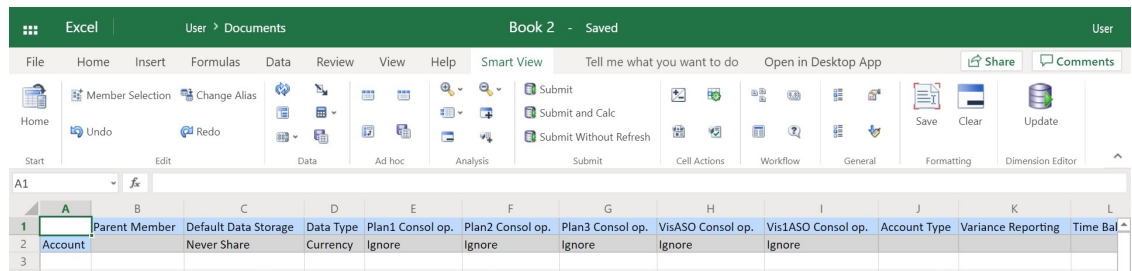 Excel User > Documents Book 2 - Saved User
File Home Insert Formulas Data Review View Help Smart View Tell me what you want to do Open in Desktop App Share Comments
Home Member Selection Change Alias Submit Save Clear Update
Submit and Calc
Undo Redo Submit Without Refresh
Start Edit Data Ad hoc Analysis Submit Cell Actions Workflow General Formatting Dimension Editor
A1 fx
A B C D E F G H I J K L
1 Parent Member Default Data Storage Data Type Plan1 Consol op. Plan2 Consol op. Plan3 Consol op. VisASO Consol op. Vis1ASO Consol op. Account Type Variance Reporting Time Bal
2 Account Never Share Currency Ignore Ignore Ignore Ignore Ignore
3